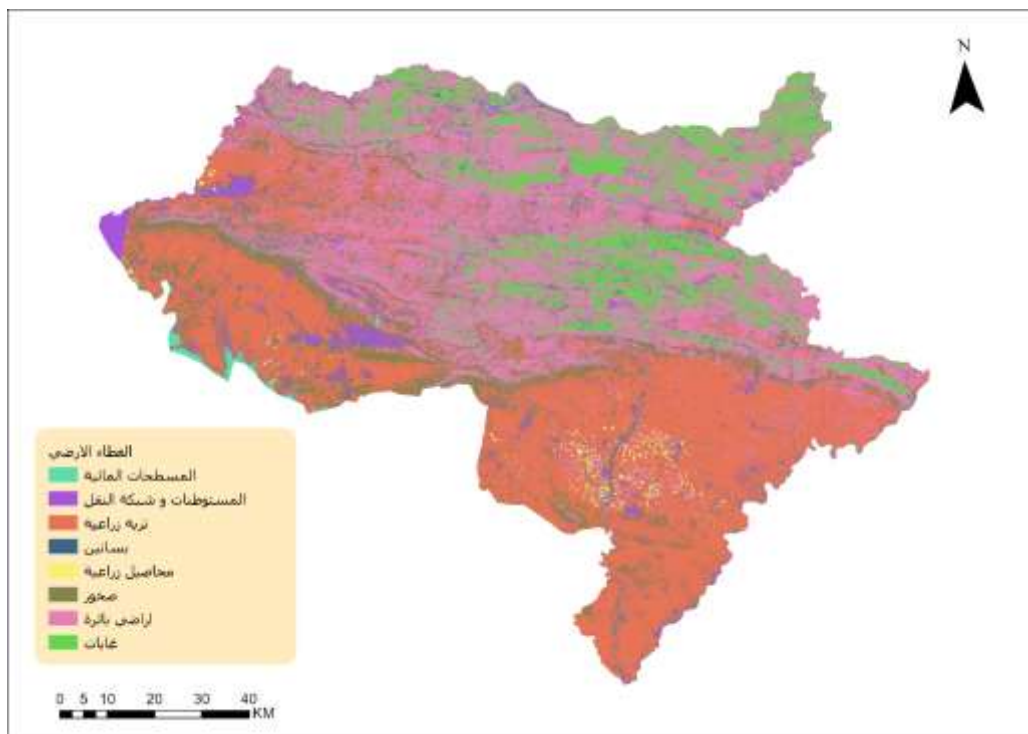 N
الغطاء الارضي
المسطحات المائية
المستوطنات و شبكة النقل
تربة زراعية
بساتين
محاصيل زراعية
صخور
اراضي بائرة
غابات
0 5 10 20 30 40
KM